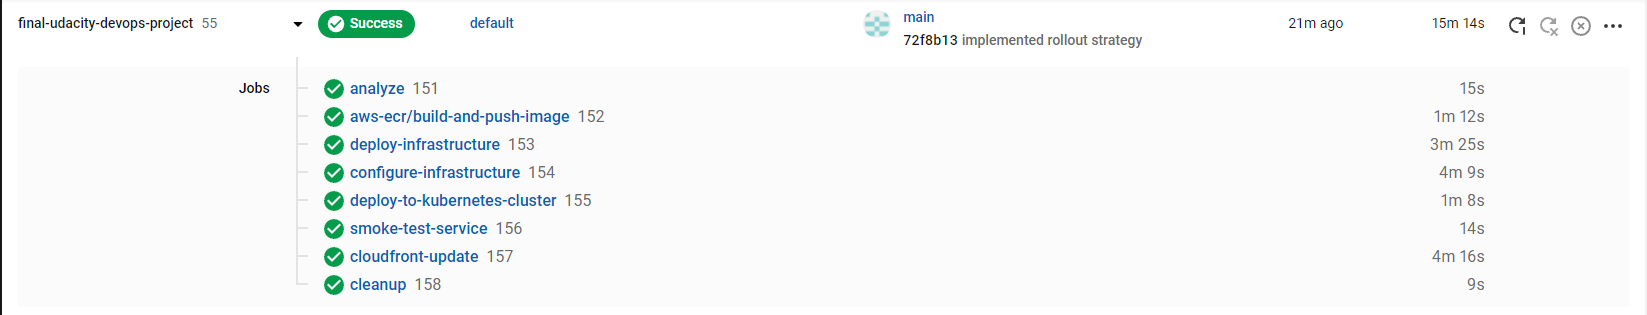 final-udacity-devops-project 55 Success default main 21m ago 15m 14s
72f8b13 implemented rollout strategy
Jobs analyze 151 15s
aws-ecr/build-and-push-image 152 1m 12s
deploy-infrastructure 153 3m 25s
configure-infrastructure 154 4m 9s
deploy-to-kubernetes-cluster 155 1m 8s
smoke-test-service 156 14s
cloudfront-update 157 4m 16s
cleanup 158 9s